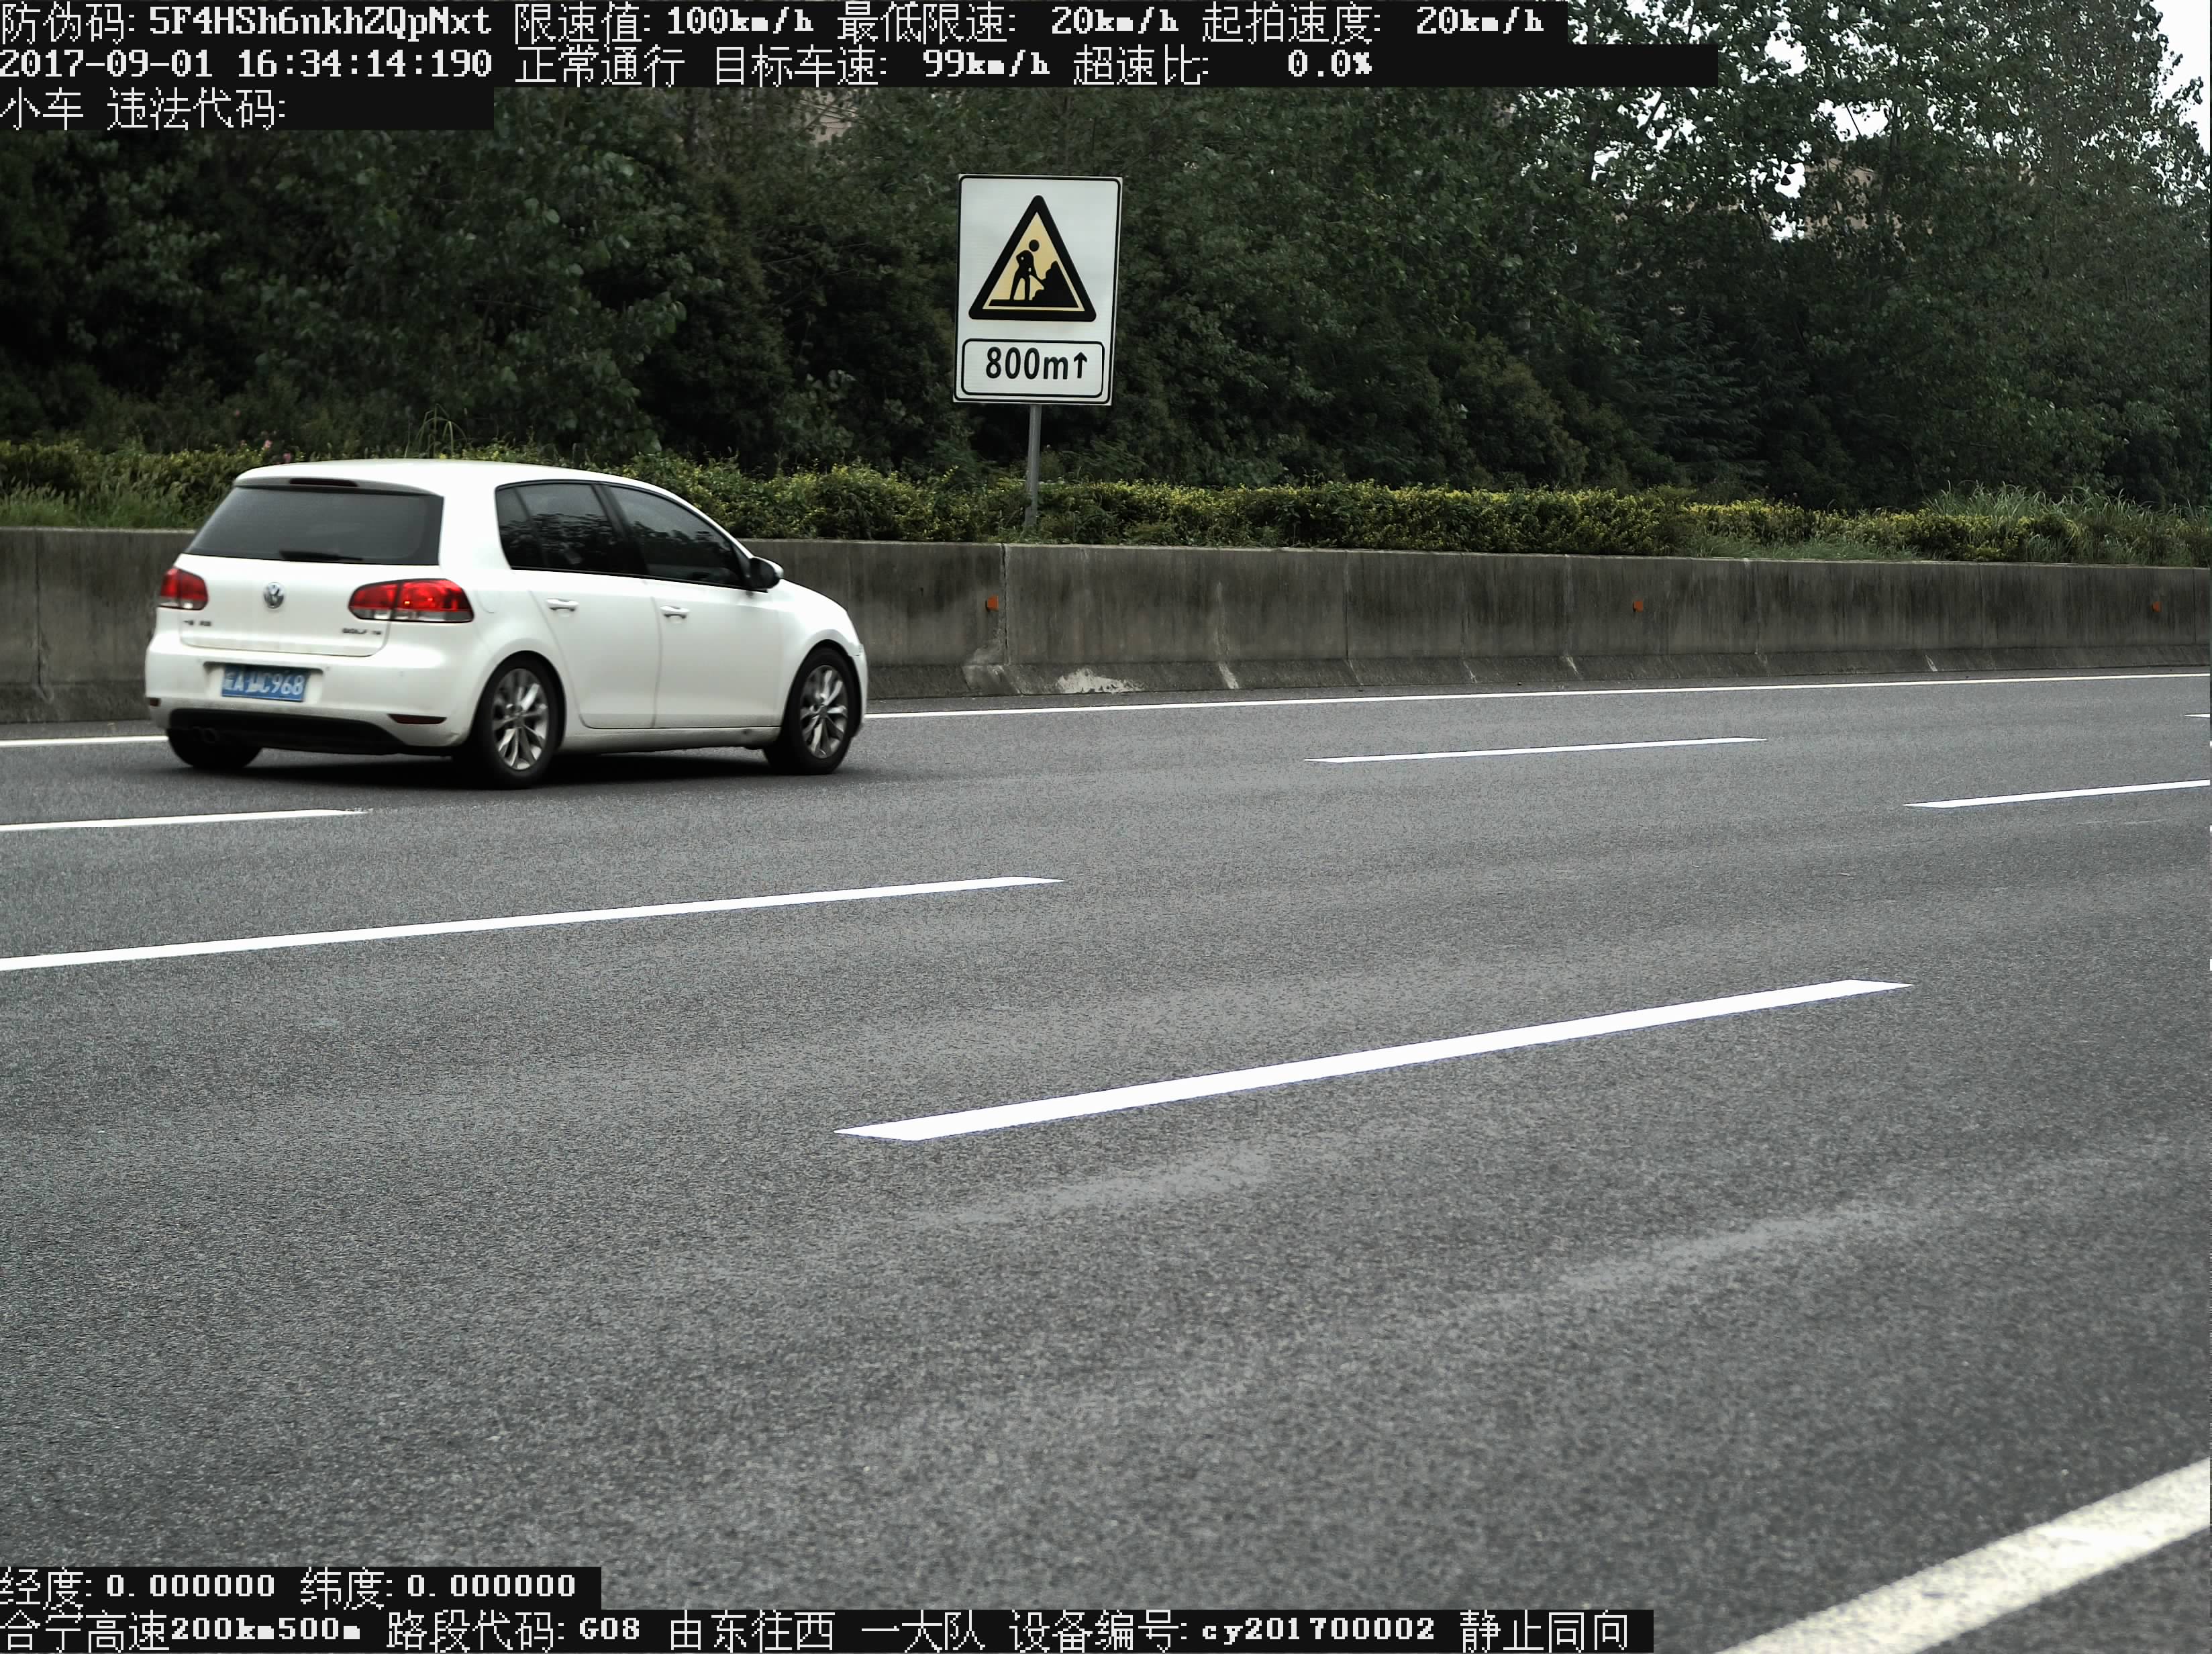 防伪码: 5F4HSh6nkhZQpNxt 限速值: 100km/h 最低限速: 20km/h 起拍速度: 20km/h
2017-09-01 16:34:14:190 正常通行 目标车速: 99km/h 超速比: 0.0%
小车 违法代码:
800m↑
经度: 0.000000 纬度: 0.000000
合宁高速200km500m 路段代码: G08 由东往西 一大队 设备编号: cy201700002 静止同向